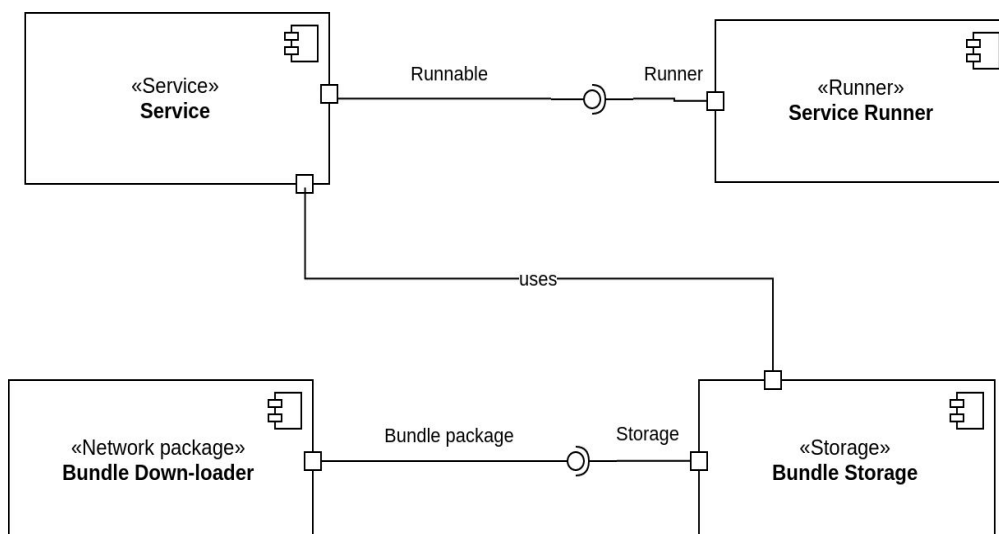 «Service»
Service
Runnable
Runner
«Runner»
Service Runner
uses
«Network package»
Bundle Down-loader
Bundle package
Storage
«Storage»
Bundle Storage